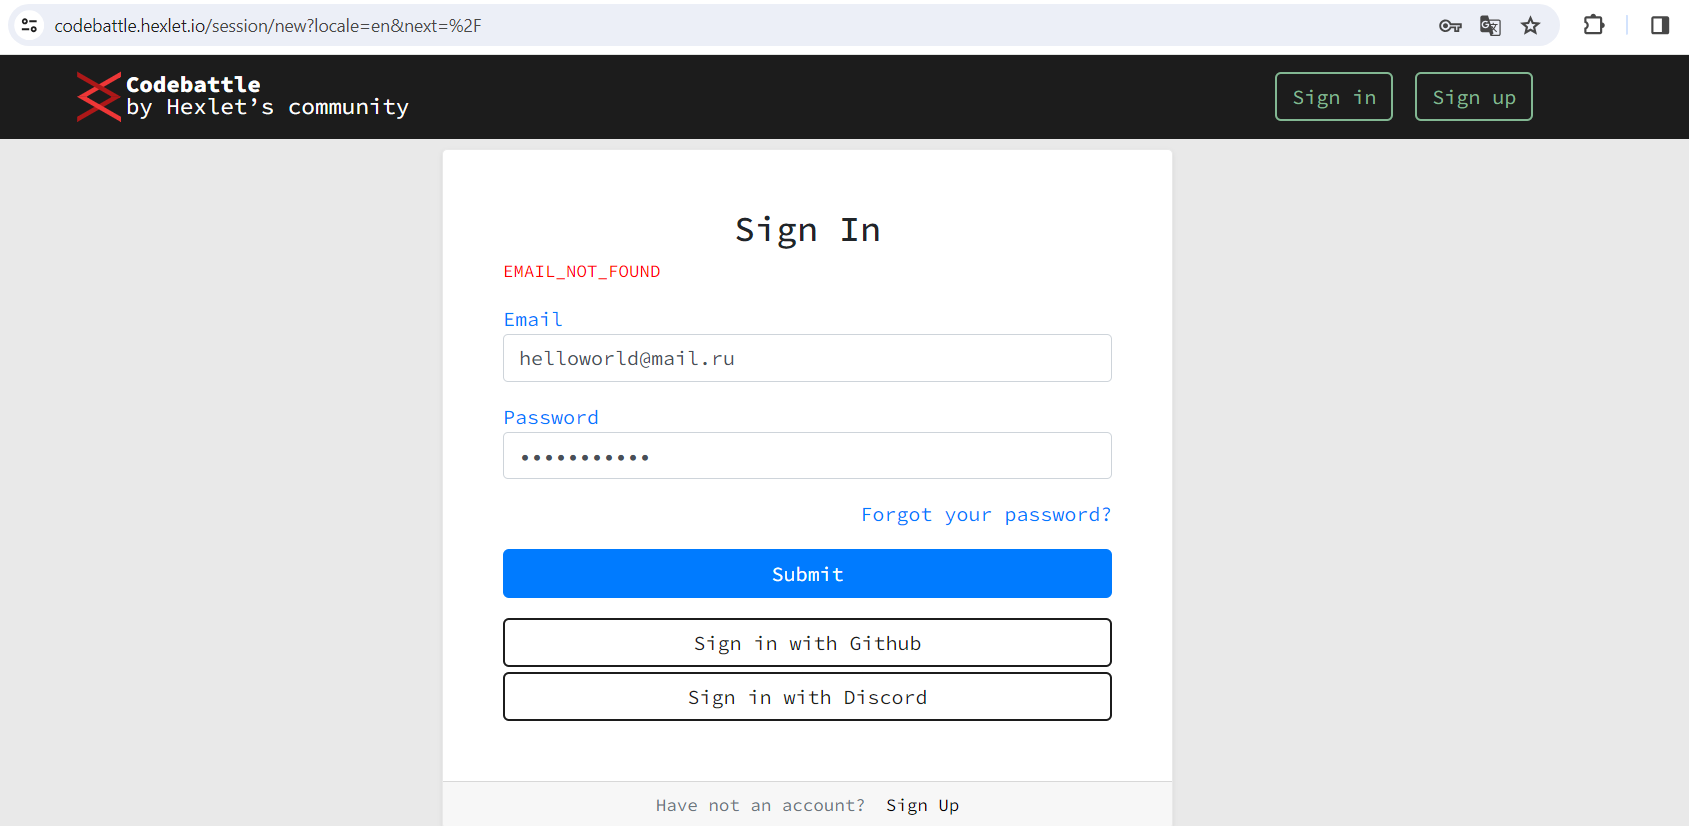 codebattle.hexlet.io/session/new?locale=en&next=%2F
Codebattle
by Hexlet’s community
Sign in
Sign up
Sign In
EMAIL_NOT_FOUND
Email
helloworld@mail.ru
Password
•••••••••••
Forgot your password?
Submit
Sign in with Github
Sign in with Discord
Have not an account? Sign Up